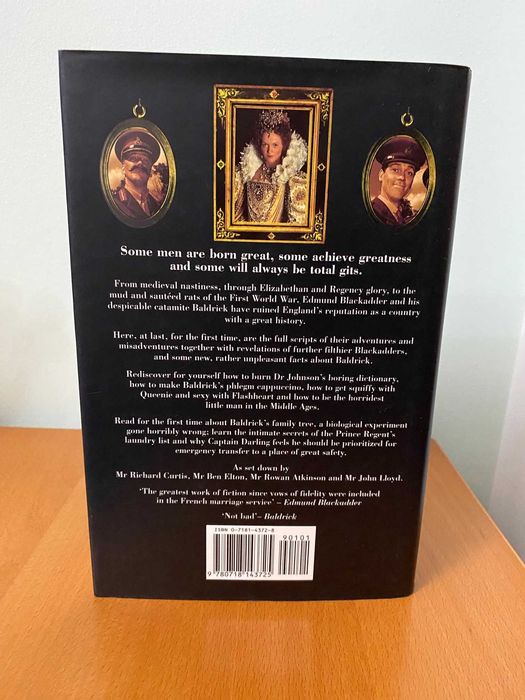 Some men are born great, some achieve greatness
and some will always be total gits.
From medieval nastiness, through Elizabethan and Regency glory, to the
mud and sautéed rats of the First World War, Edmund Blackadder and his
despicable catamite Baldrick have ruined England's reputation as a country
with a great history.
Here, at last, for the first time, are the full scripts of their adventures and
misadventures together with revelations of further filthier Blackadders,
and some new, rather unpleasant facts about Baldrick.
Rediscover for yourself how to burn Dr Johnson's boring dictionary,
how to make Baldrick's phlegm cappuccino, how to get squiffy with
Queenie and sexy with Flashheart and how to be the horridest
little man in the Middle Ages.
Read for the first time about Baldrick's family tree, a biological experiment
gone horribly wrong; learn the intimate secrets of the Prince Regent's
laundry list and why Captain Darling feels he should be prioritized for
emergency transfer to a place of great safety.
As set down by
Mr Richard Curtis, Mr Ben Elton, Mr Rowan Atkinson and Mr John Lloyd.
'The greatest work of fiction since vows of fidelity were included
in the French marriage service' – Edmund Blackadder
'Not bad' – Baldrick
ISBN 0-7181-4372-8
90101
9 780718 143725